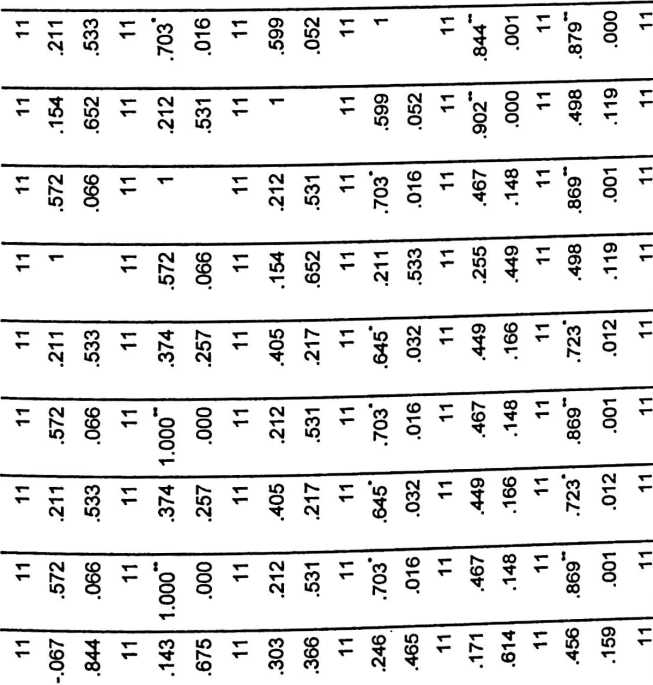 11 11 11 11 11 11 11 11 11
-.067 .572 .211 .572 .211 1 .572 .154 .211
.844 .066 .533 .066 .533 .066 .652 .533
11 11 11 11 11 11 11 11 11
.143 1.000** .374 1.000** .374 .572 1 .212 .703*
.675 .000 .257 .000 .257 .066 .531 .016
11 11 11 11 11 11 11 11 11
.303 .212 .405 .212 .405 .154 .212 1 .599
.366 .531 .217 .531 .217 .652 .531 .052
11 11 11 11 11 11 11 11 11
.246 .703* .645* .703* .645* .211 .703* .599 1
.465 .016 .032 .016 .032 .533 .016 .052
11 11 11 11 11 11 11 11 11
.171 .467 .449 .467 .449 .255 .467 .902** .844**
.614 .148 .166 .148 .166 .449 .148 .000 .001
11 11 11 11 11 11 11 11 11
.456 .869** .723* .869** .723* .498 .869** .498 .879**
.159 .001 .012 .001 .012 .119 .001 .119 .000
11 11 11 11 11 11 11 11 11